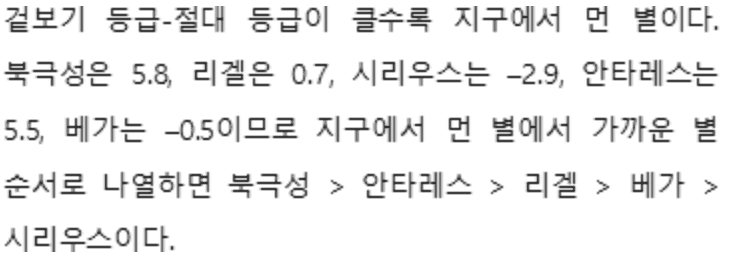 겉보기 등급-절대 등급이 클수록 지구에서 먼 별이다.
북극성은 5.8, 리겔은 0.7, 시리우스는 –2.9, 안타레스는
5.5, 베가는 –0.5이므로 지구에서 먼 별에서 가까운 별
순서로 나열하면 북극성 > 안타레스 > 리겔 > 베가 >
시리우스이다.